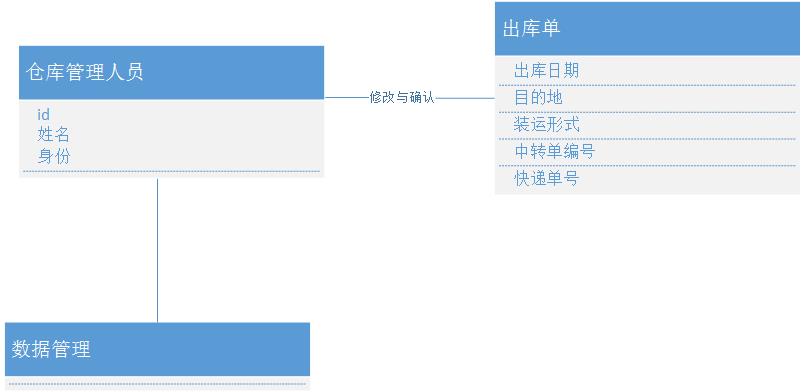 出库单
仓库管理人员
出库日期
修改与确认
目的地
id
装运形式
姓名
中转单编号
身份
快递单号
数据管理